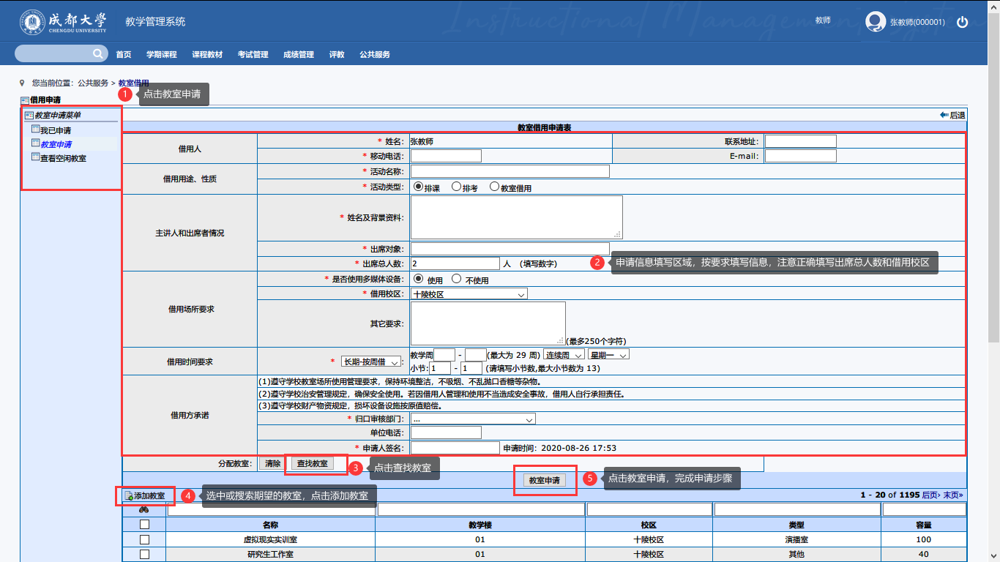 Instructional Management System
成都大学
CHENGDU UNIVERSITY
教学管理系统
教师
张教师(000001)
首页 学期课程 课程教材 考试管理 成绩管理 评教 公共服务
您当前位置：公共服务 > 教室借用
1 点击教室申请
借用申请
教室申请菜单
我已申请
教室申请
查看空闲教室
后退
教室借用申请表
借用人
* 姓名: 张教师 联系地址:
* 移动电话: E-mail:
借用用途、性质
* 活动名称:
* 活动类型: 排课 排考 教室借用
主讲人和出席者情况
* 姓名及背景资料:
* 出席对象:
* 出席总人数: 2 人 (填写数字)
2 申请信息填写区域，按要求填写信息，注意正确填写出席总人数和借用校区
借用场所要求
* 是否使用多媒体设备: 使用 不使用
* 借用校区: 十陵校区
其它要求: (最多250个字符)
借用时间要求
* 长期-按周借 :
教学周 - (最大为 29 周) 连续周 星期一
小节: 1 - 1 (请填写小节数,最大小节数为 13)
借用方承诺
(1)遵守学校教室场所使用管理要求，保持环境整洁，不吸烟、不乱抛口香糖等杂物。
(2)遵守学校治安管理规定，确保安全使用。若因借用人管理和使用不当造成安全事故，借用人自行承担责任。
(3)遵守学校财产物资规定，损坏设备设施按原值赔偿。
* 归口审核部门: ...
单位电话:
* 申请人签名: 申请时间：2020-08-26 17:53
分配教室: 清除 查找教室
3 点击查找教室
教室申请
5 点击教室申请，完成申请步骤
添加教室
4 选中或搜索期望的教室，点击添加教室
1 - 20 of 1195 后页› 末页»
名称 教学楼 校区 类型 容量
虚拟现实实训室 01 十陵校区 演播室 100
研究生工作室 01 十陵校区 其他 40